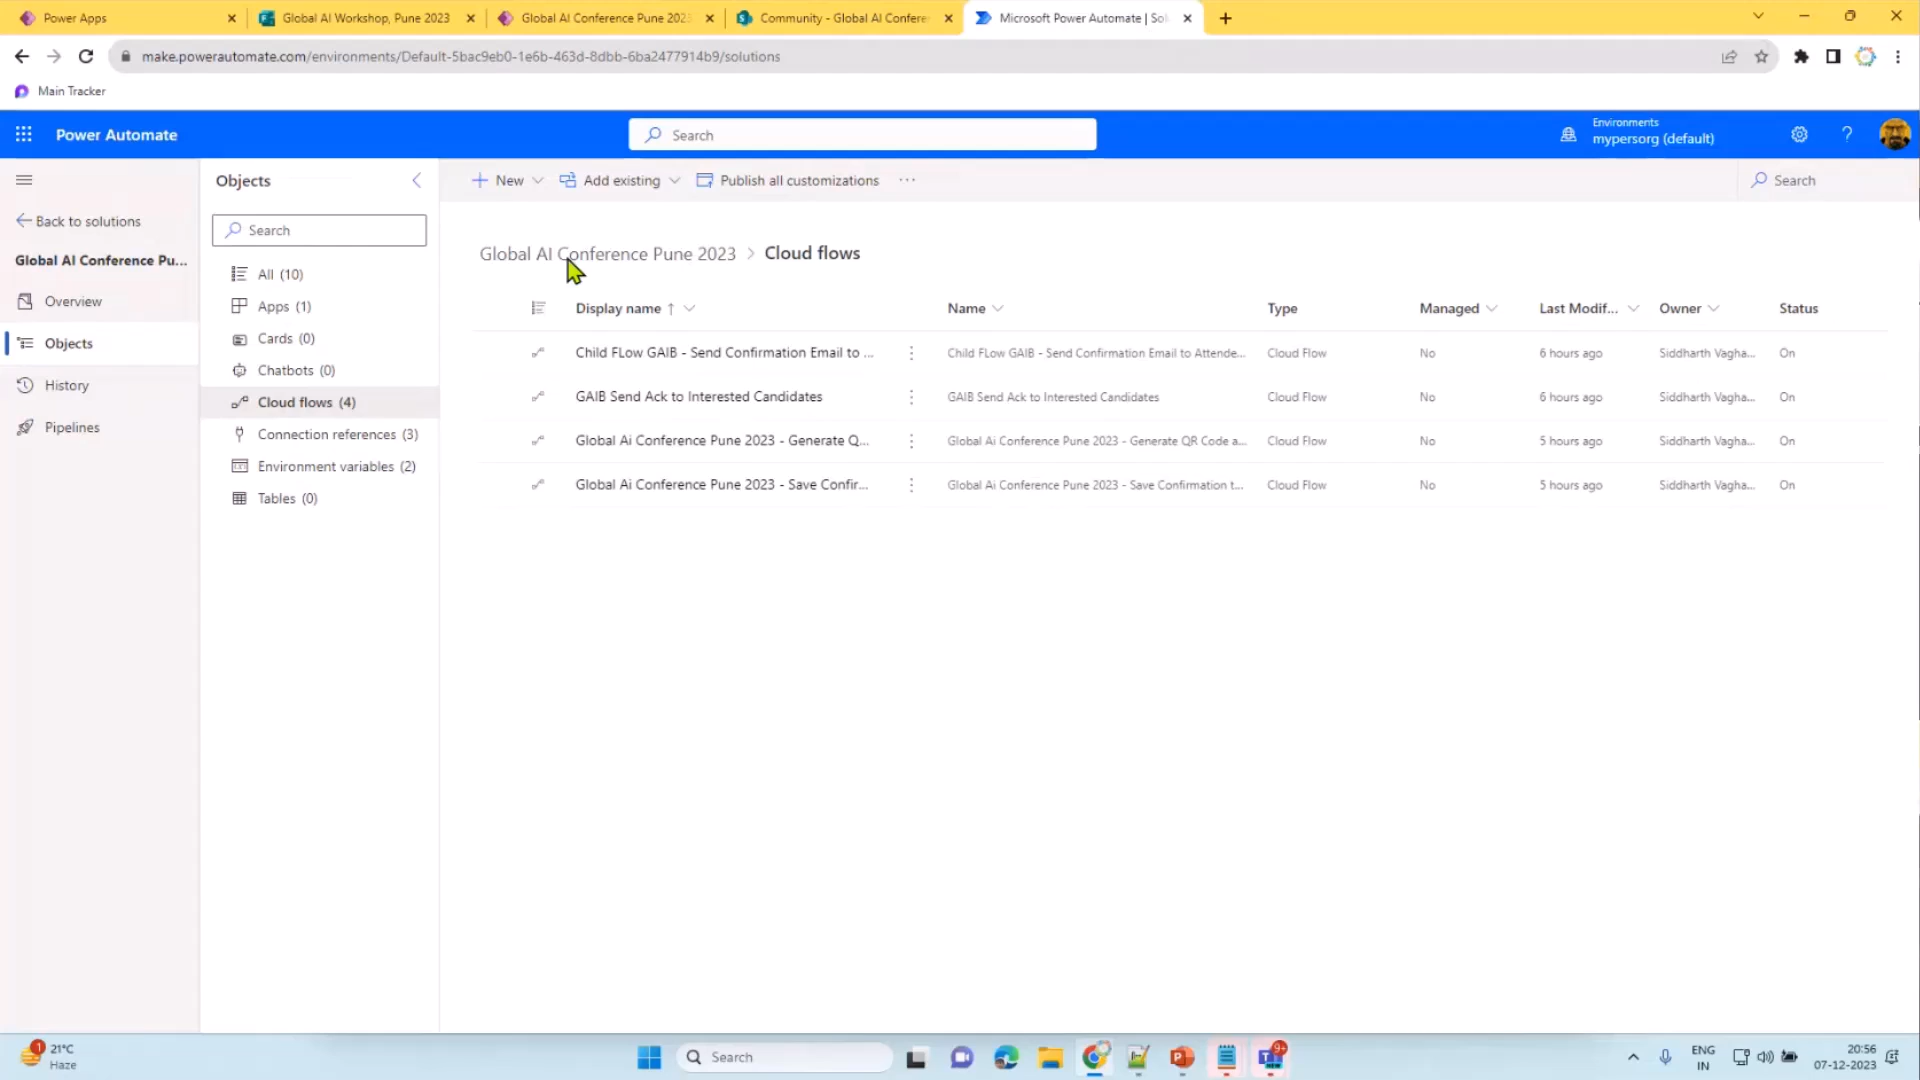 Power Apps
Global AI Workshop, Pune 2023
Global AI Conference Pune 202
Community - Global AI Confere
Microsoft Power Automate | Sol
make.powerautomate.com/environments/Default-5bac9eb0-1e6b-463d-8dbb-6ba2477914b9/solutions
Main Tracker
Power Automate
Search
Environments
mypersorg (default)
Objects
New
Add existing
Publish all customizations
Search
Back to solutions
Search
Global AI Conference Pu...
Overview
Objects
History
Pipelines
All (10)
Apps (1)
Cards (0)
Chatbots (0)
Cloud flows (4)
Connection references (3)
Environment variables (2)
Tables (0)
Global AI Conference Pune 2023 > Cloud flows
Display name ↑ Name Type Managed Last Modif... Owner Status
Child FLow GAIB - Send Confirmation Email to ... Child FLow GAIB - Send Confirmation Email to Attende... Cloud Flow No 6 hours ago Siddharth Vagha... On
GAIB Send Ack to Interested Candidates GAIB Send Ack to Interested Candidates Cloud Flow No 6 hours ago Siddharth Vagha... On
Global Ai Conference Pune 2023 - Generate Q... Global Ai Conference Pune 2023 - Generate QR Code a... Cloud Flow No 5 hours ago Siddharth Vagha... On
Global Ai Conference Pune 2023 - Save Confir... Global Ai Conference Pune 2023 - Save Confirmation t... Cloud Flow No 5 hours ago Siddharth Vagha... On
1
21°C
Haze
Search
9+
NEW
ENG
IN
20:56
07-12-2023